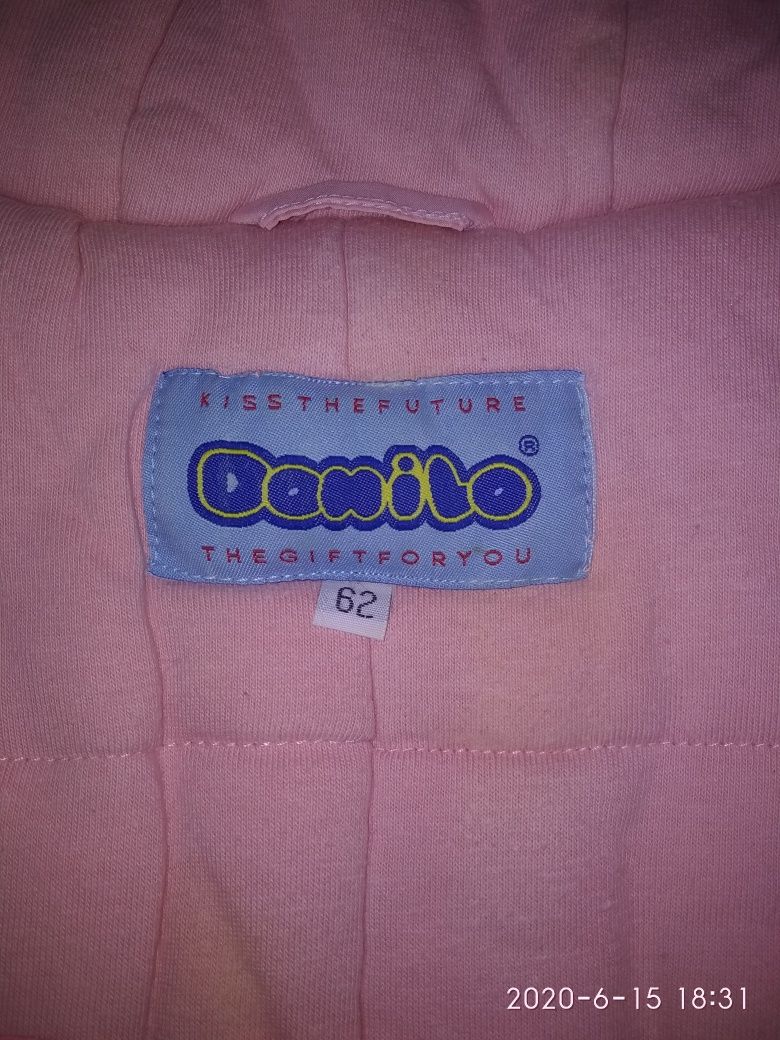 KISSTHEFUTURE
Danilo®
THEGIFTFORYOU
62
2020-6-15 18:31